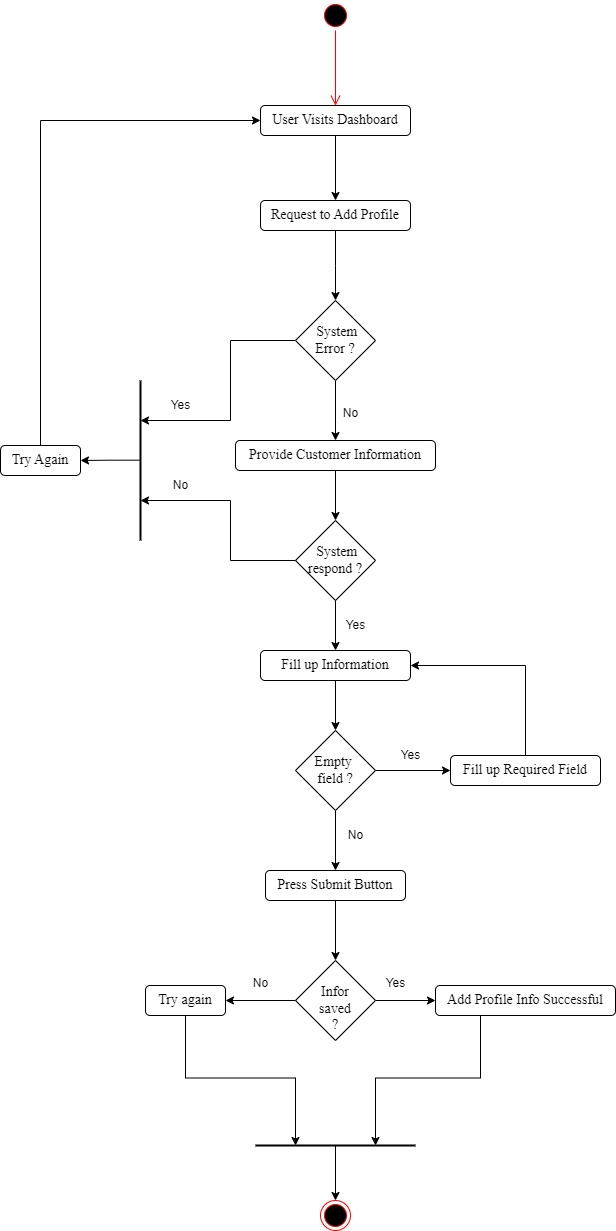 User Visits Dashboard
Request to Add Profile
System
Error ?
Yes
No
Provide Customer Information
Try Again
No
System
respond ?
Yes
Fill up Information
Empty
field ?
Yes
Fill up Required Field
No
Press Submit Button
Infor
saved
?
No
Yes
Try again
Add Profile Info Successful